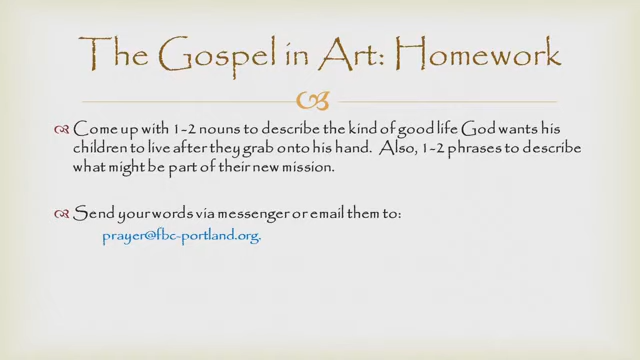 The Gospel in Art: Homework
Come up with 1-2 nouns to describe the kind of good life God wants his
children to live after they grab onto his hand. Also, 1-2 phrases to describe
what might be part of their new mission.
Send your words via messenger or email them to:
prayer@fbc-portland.org.